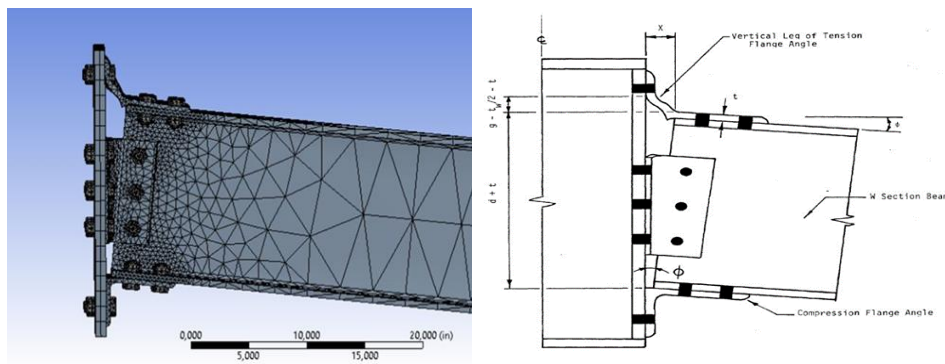 0,000
10,000
20,000 (in)
5,000
15,000
℄
X
Vertical Leg of Tension
Flange Angle
g - t/2 - t
t
d + t
W Section Beam
ϕ
Compression Flange Angle